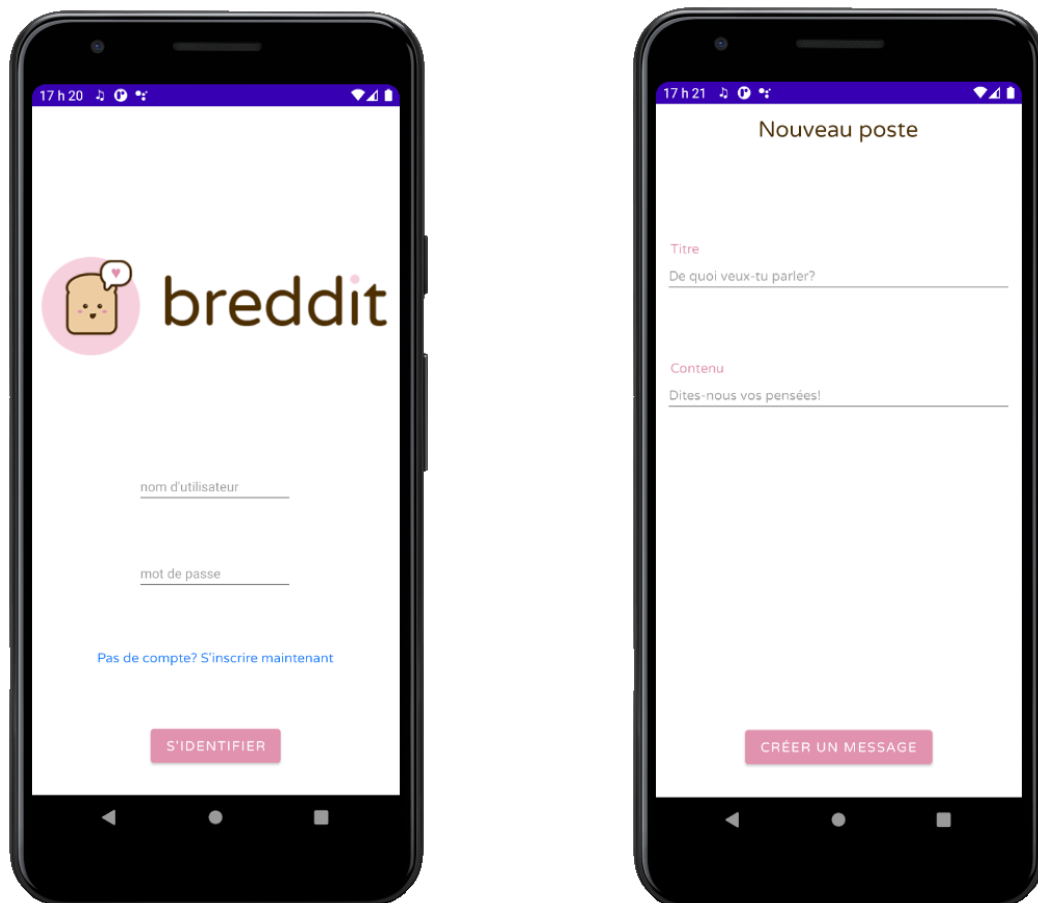 17 h 20
breddit
nom d'utilisateur
mot de passe
Pas de compte? S'inscrire maintenant
S'IDENTIFIER
17 h 21
Nouveau poste
Titre
De quoi veux-tu parler?
Contenu
Dites-nous vos pensées!
CRÉER UN MESSAGE